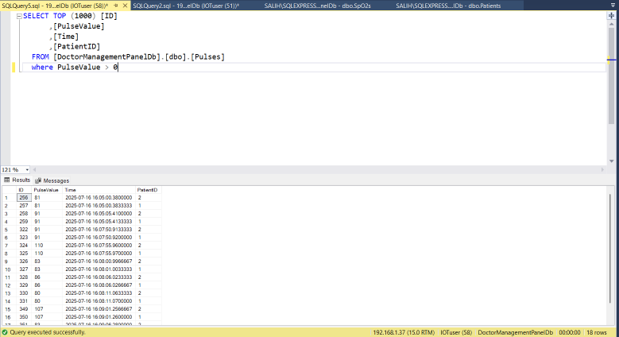 SQLQuery5.sql - 19...elDb (IOTuser (58))*
SQLQuery2.sql - 19...elDb (IOTuser (51))*
SALIH\SQLEXPRESS...nelDb - dbo.SpO2s
SALIH\SQLEXPRESS...lDb - dbo.Patients
SELECT TOP (1000) [ID]
,[PulseValue]
,[Time]
,[PatientID]
FROM [DoctorManagementPanelDb].[dbo].[Pulses]
where PulseValue > 0
121 %
Results Messages
ID PulseValue Time PatientID
1 256 81 2025-07-16 16:05:00.3800000 2
2 257 81 2025-07-16 16:05:00.3833333 1
3 258 91 2025-07-16 16:05:05.4100000 2
4 259 91 2025-07-16 16:05:05.4133333 1
5 322 91 2025-07-16 16:07:50.9133333 2
6 323 91 2025-07-16 16:07:50.9200000 1
7 324 110 2025-07-16 16:07:55.9600000 2
8 325 110 2025-07-16 16:07:55.9700000 1
9 326 83 2025-07-16 16:08:00.9966667 2
10 327 83 2025-07-16 16:08:01.0033333 1
11 328 86 2025-07-16 16:08:06.0233333 2
12 329 86 2025-07-16 16:08:06.0266667 1
13 330 80 2025-07-16 16:08:11.0633333 2
14 331 80 2025-07-16 16:08:11.0700000 1
15 349 107 2025-07-16 16:09:01.2566667 2
16 350 107 2025-07-16 16:09:01.2600000 1
Query executed successfully.
192.168.1.37 (15.0 RTM) IOTuser (58) DoctorManagementPanelDb 00:00:00 18 rows